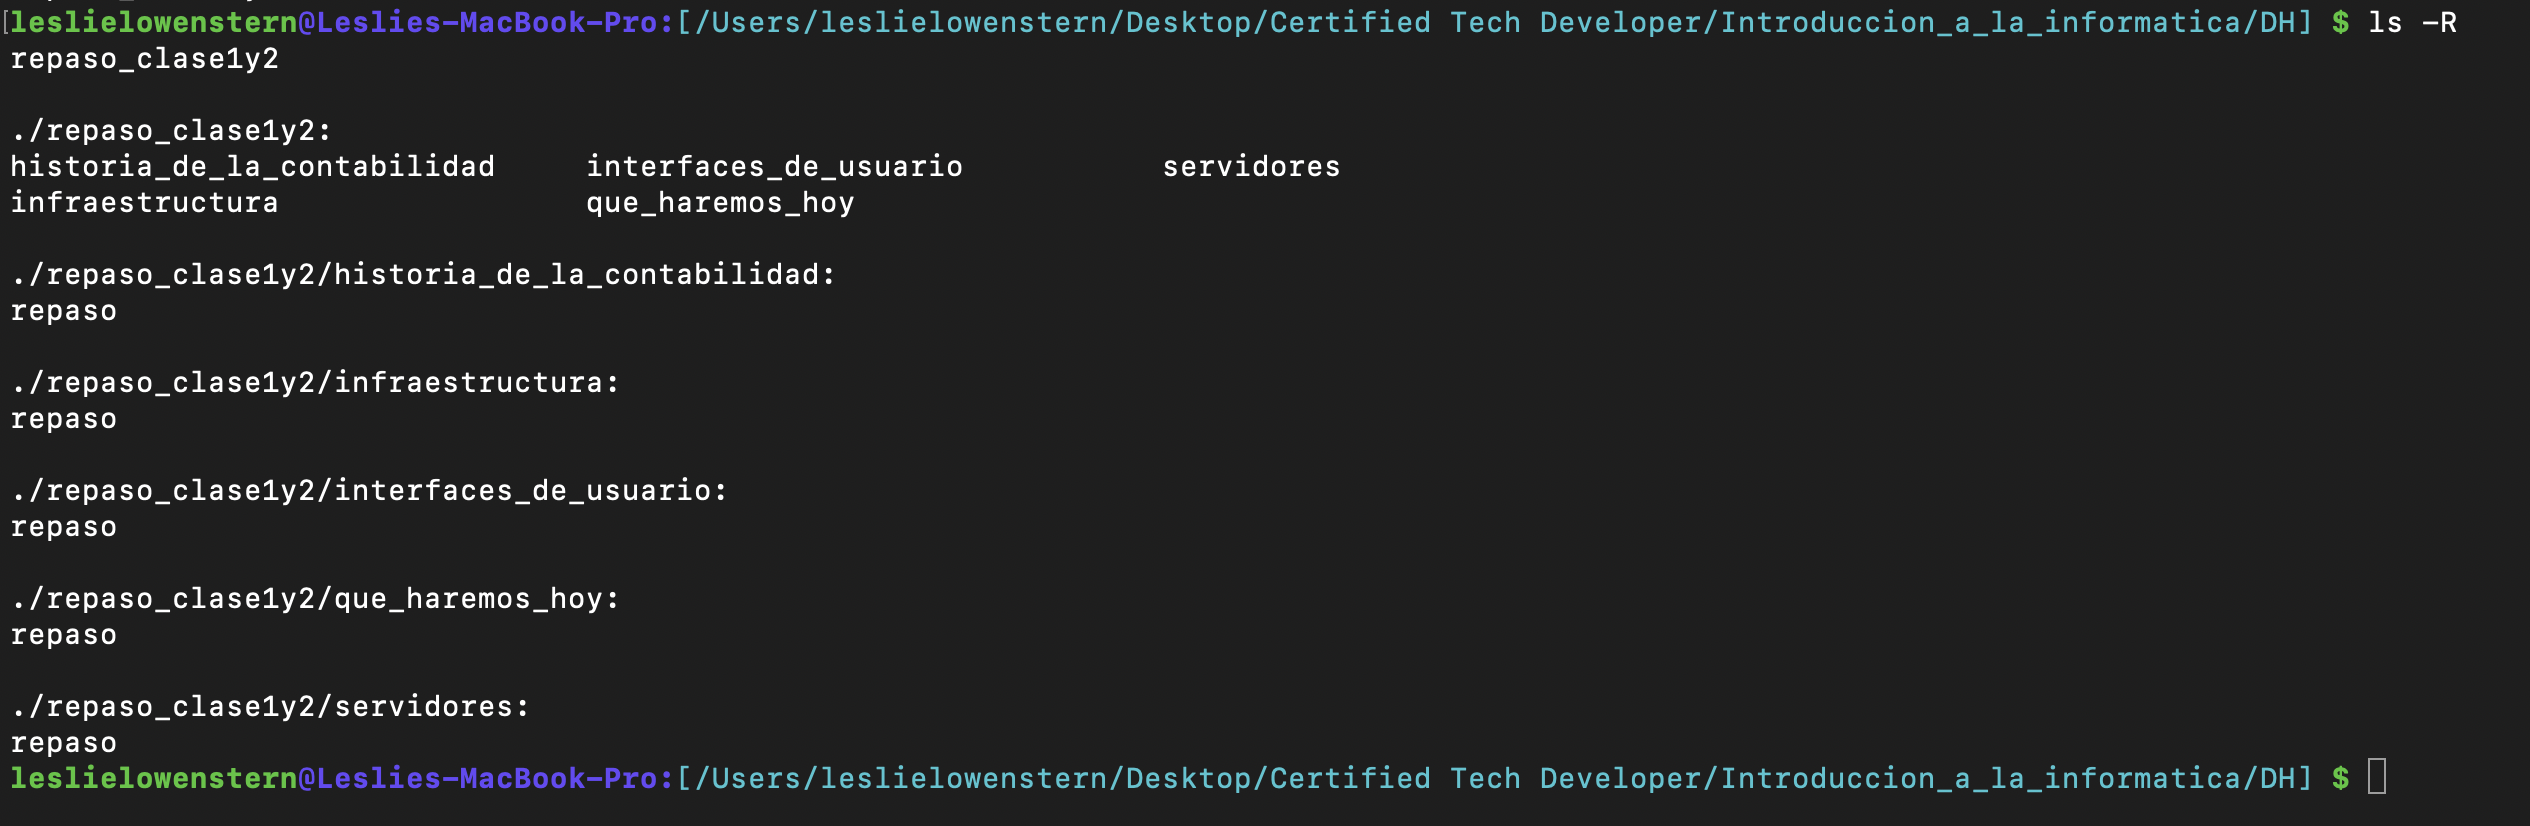 leslielowenstern@Leslies-MacBook-Pro:[/Users/leslielowenstern/Desktop/Certified Tech Developer/Introduccion_a_la_informatica/DH] $ ls -R
repaso_clase1y2
./repaso_clase1y2:
historia_de_la_contabilidad interfaces_de_usuario servidores
infraestructura que_haremos_hoy
./repaso_clase1y2/historia_de_la_contabilidad:
repaso
./repaso_clase1y2/infraestructura:
repaso
./repaso_clase1y2/interfaces_de_usuario:
repaso
./repaso_clase1y2/que_haremos_hoy:
repaso
./repaso_clase1y2/servidores:
repaso
leslielowenstern@Leslies-MacBook-Pro:[/Users/leslielowenstern/Desktop/Certified Tech Developer/Introduccion_a_la_informatica/DH] $